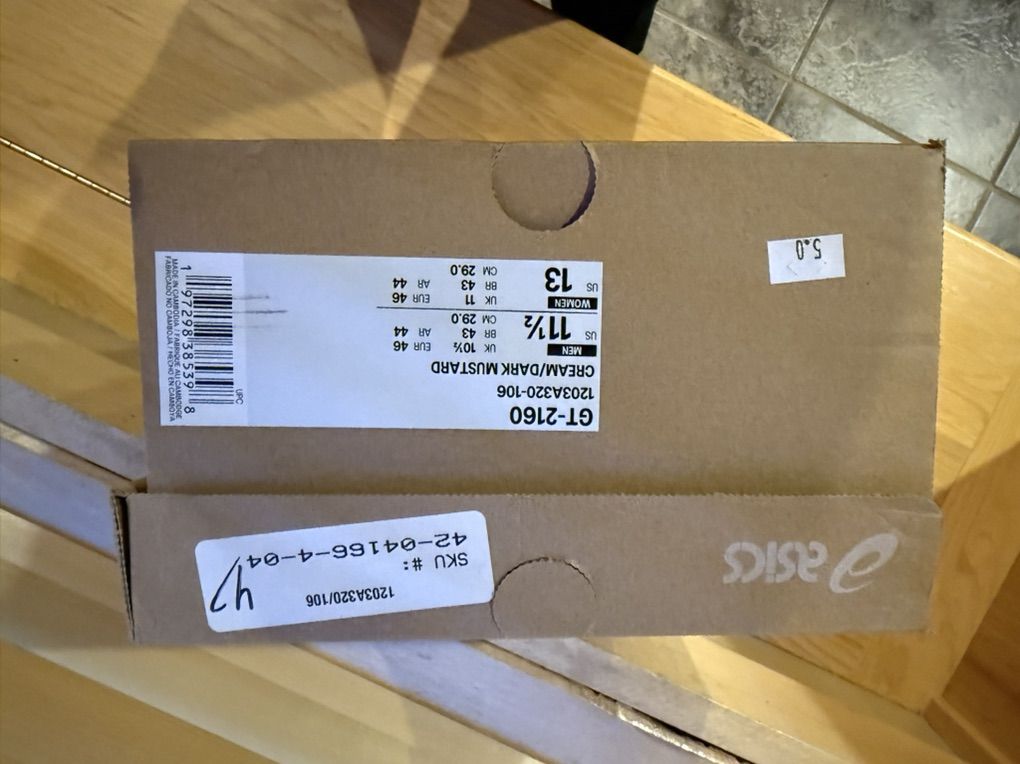 asics
1203A320/106
SKU #:
42-04166-4-04
GT-2160
1203A320-106
CREAM/DARK MUSTARD
MEN
US 11½ UK 10½ EUR 46
BR 43 AR 44
CM 29.0
WOMEN
US 13 UK 11 EUR 46
BR 43 AR 44
CM 29.0
UPC
1 97298 38539 8
MADE IN CAMBODIA / FABRIQUE AU CAMBODGE
FABRICADO NO CAMBOJA / HECHO EN CAMBOYA
5.0